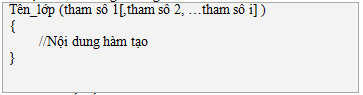 Tên_lớp (tham số 1[,tham số 2, …tham số i] )
{
//Nội dung hàm tạo
}